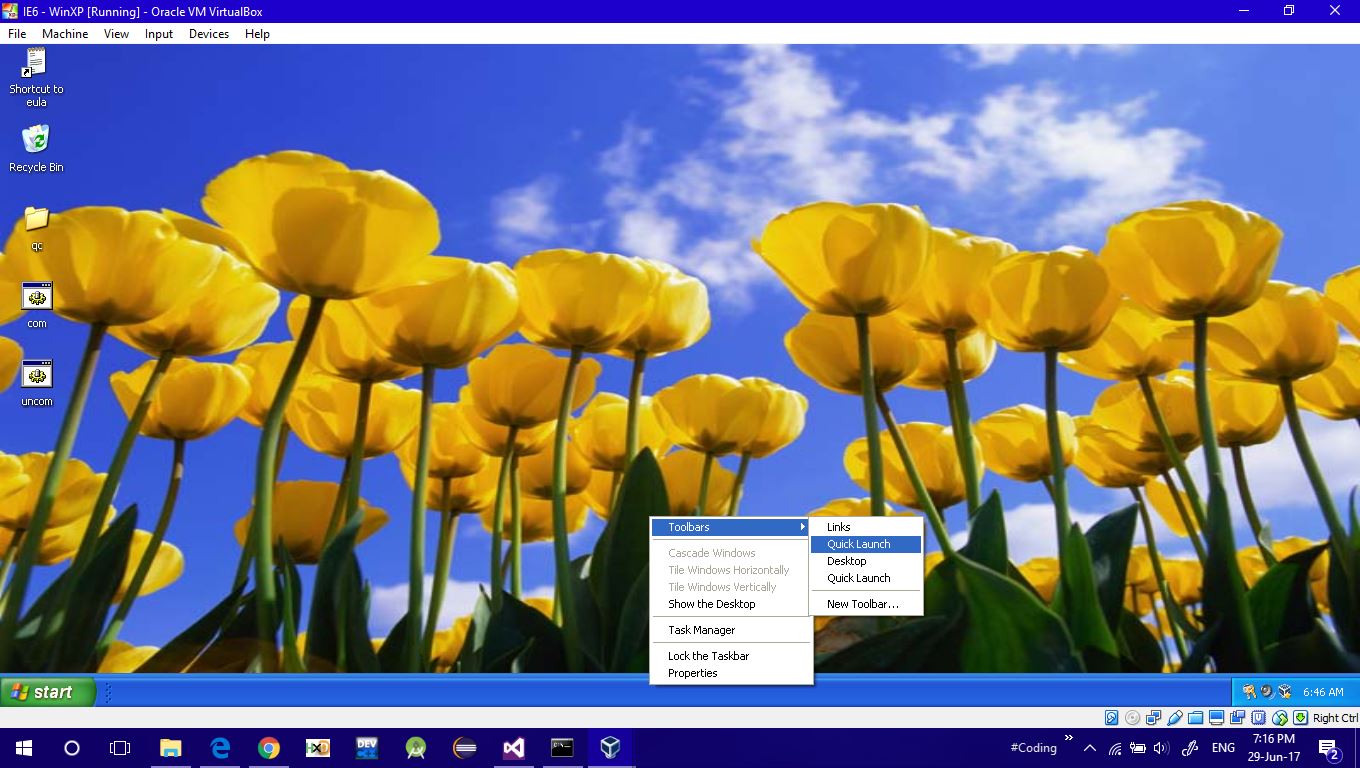 IE6 - WinXP [Running] - Oracle VM VirtualBox
File Machine View Input Devices Help
Shortcut to
eula
Recycle Bin
qc
com
uncom
Toolbars
Cascade Windows
Tile Windows Horizontally
Tile Windows Vertically
Show the Desktop
Task Manager
Lock the Taskbar
Properties
Links
Quick Launch
Desktop
Quick Launch
New Toolbar...
start
6:46 AM
Right Ctrl
DEV
#Coding
ENG
7:16 PM
29-Jun-17
2